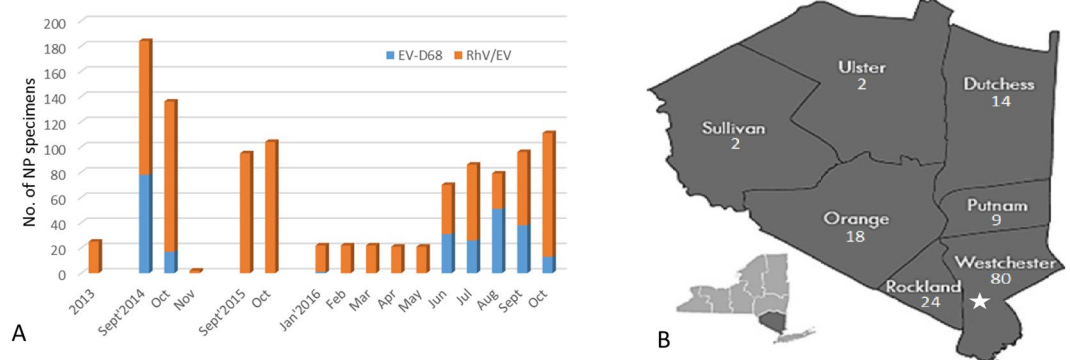 200
180
160
140
120
100
80
60
40
20
0
No. of NP specimens
EV-D68 RhV/EV
2013 Sept'2014 Oct Nov Sept'2015 Oct Jan'2016 Feb Mar Apr May Jun Jul Aug Sept Oct
A
Ulster
2
Dutchess
14
Sullivan
2
Putnam
9
Orange
18
Westchester
80
Rockland
24
B